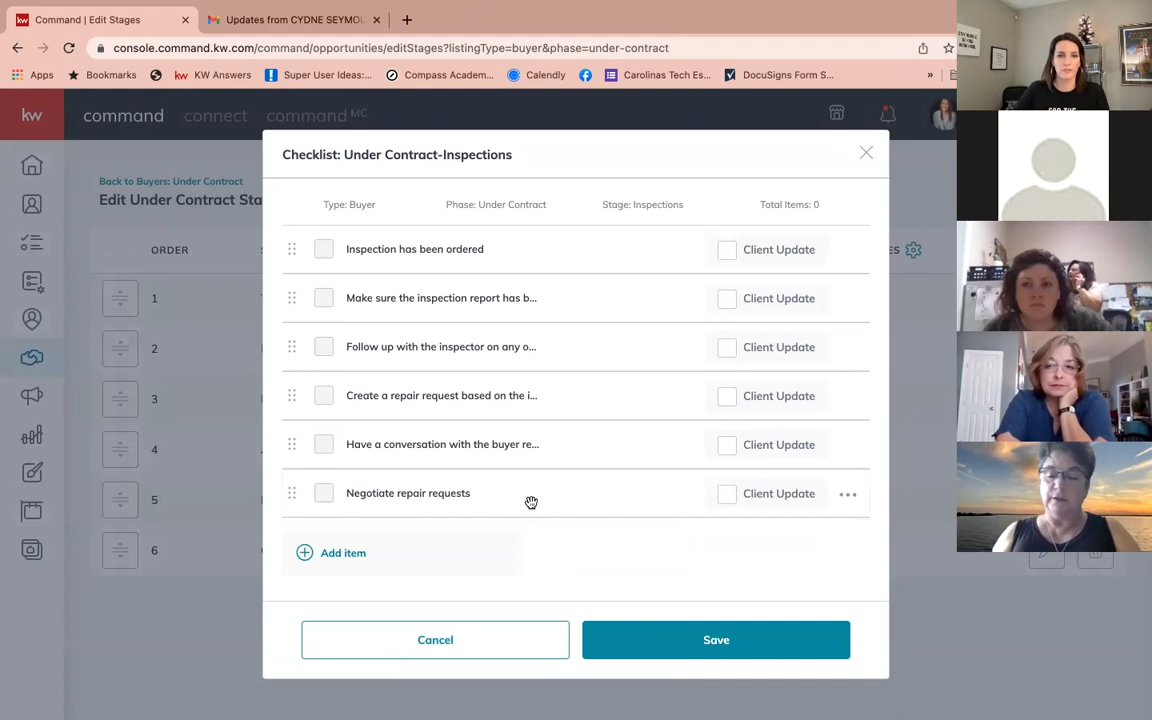 kw Command | Edit Stages
Updates from CYDNE SEYMOU
console.command.kw.com/command/opportunities/editStages?listingType=buyer&phase=under-contract
Apps
Bookmarks
kw KW Answers
Super User Ideas:...
Compass Academ...
Calendly
Carolinas Tech Es...
DocuSigns Form S...
»
kw
command
connect
command MC
Back to Buyers: Under Contract
Edit Under Contract Sta
ORDER
1
2
3
4
5
6
Checklist: Under Contract-Inspections
Type: Buyer
Phase: Under Contract
Stage: Inspections
Total Items: 0
Inspection has been ordered
Client Update
Make sure the inspection report has b...
Client Update
Follow up with the inspector on any o...
Client Update
Create a repair request based on the i...
Client Update
Have a conversation with the buyer re...
Client Update
Negotiate repair requests
Client Update
Add item
Cancel
Save
FOR THE